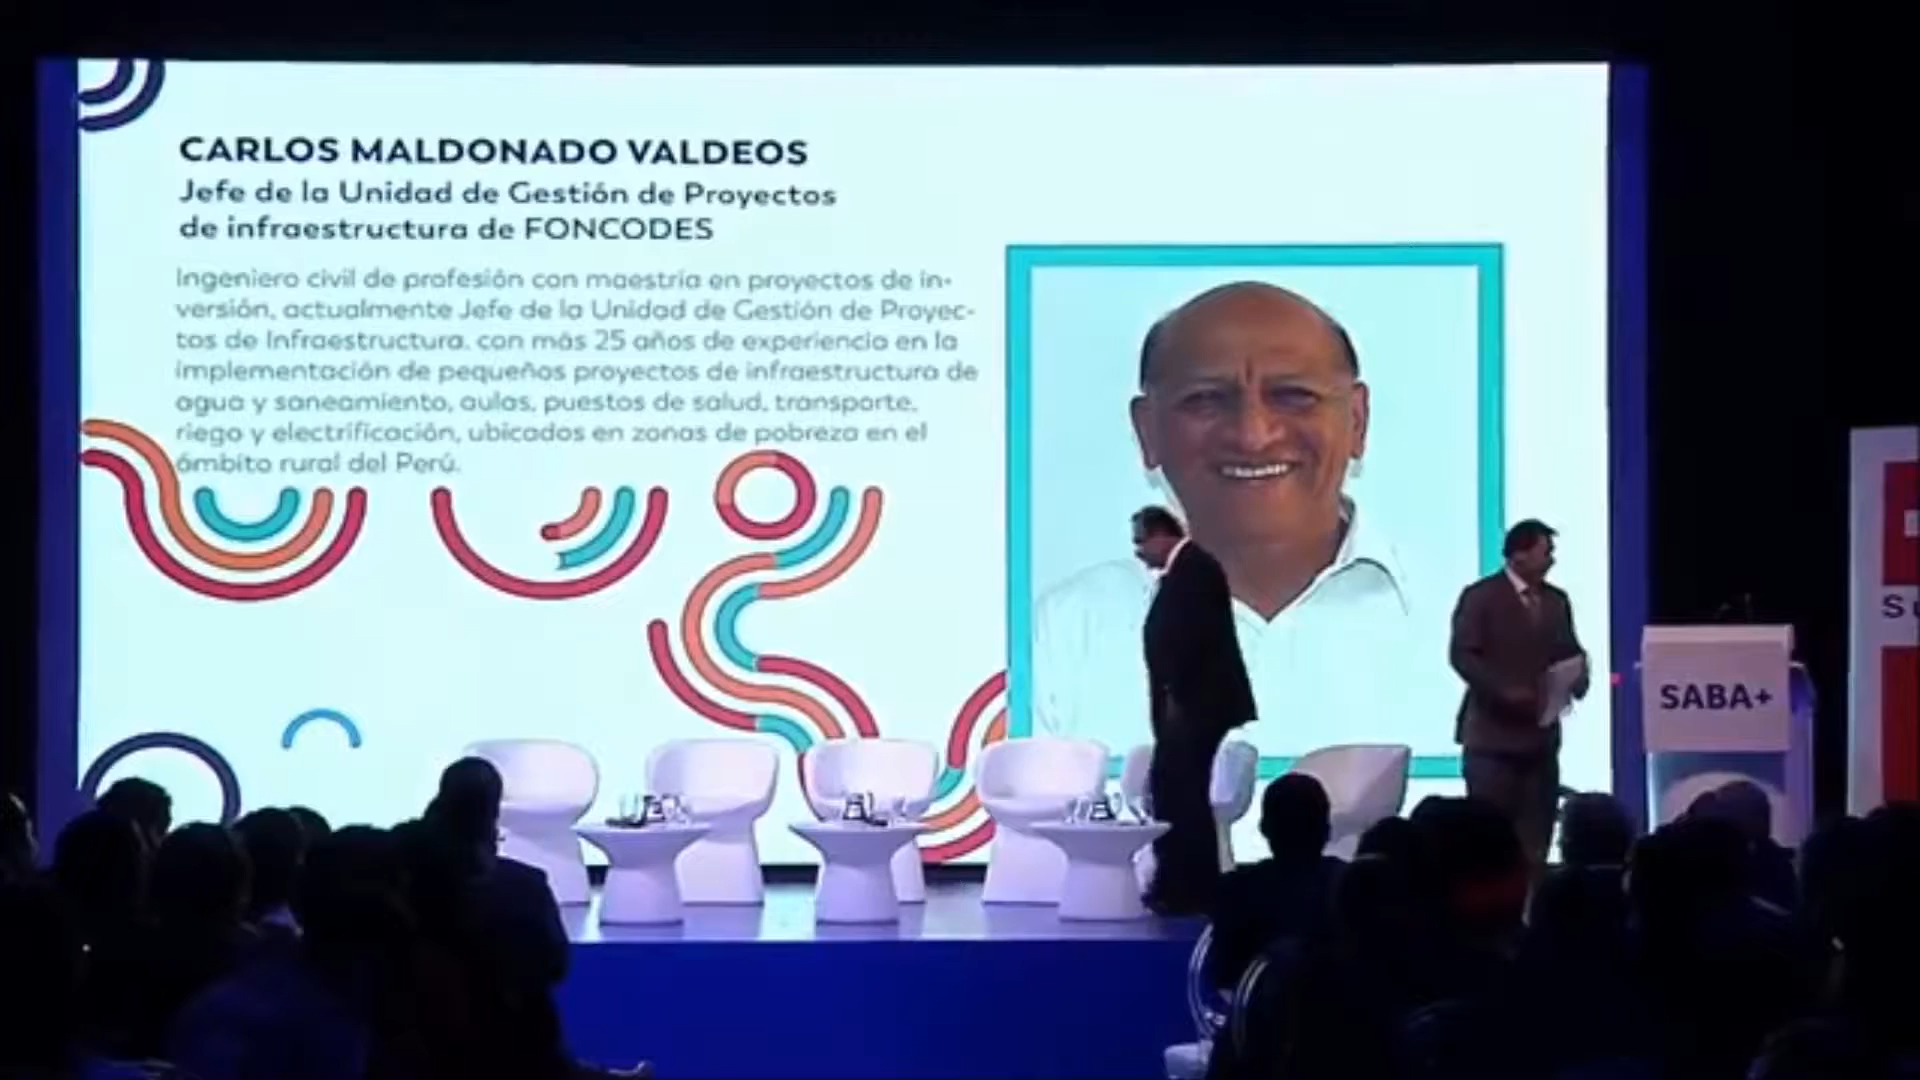 CARLOS MALDONADO VALDEOS
Jefe de la Unidad de Gestión de Proyectos
de infraestructura de FONCODES
Ingeniero civil de profesión con maestría en proyectos de in-
versión, actualmente Jefe de la Unidad de Gestión de Proyec-
tos de Infraestructura, con más 25 años de experiencia en la
implementación de pequeños proyectos de infraestructura de
agua y saneamiento, aulas, puestos de salud, transporte,
riego y electrificación, ubicados en zonas de pobreza en el
ámbito rural del Perú.
SABA+